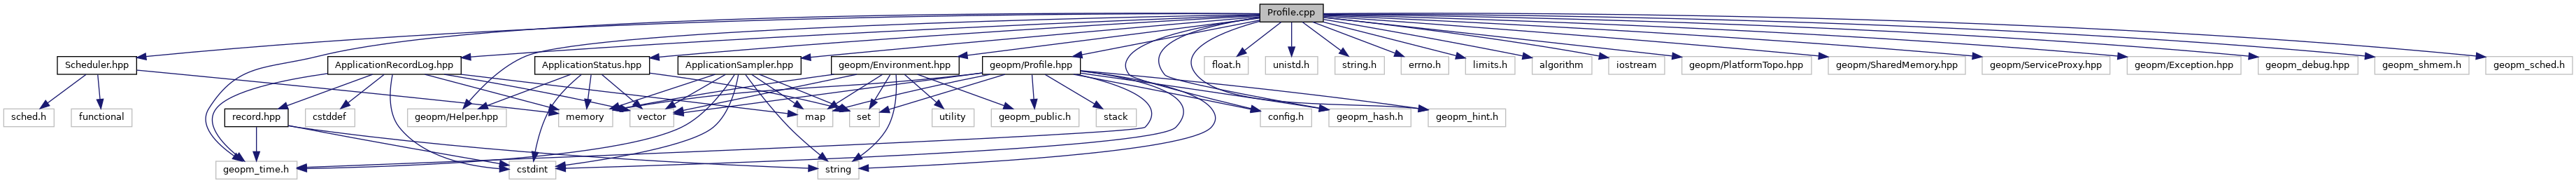 Profile.cpp
Scheduler.hpp
ApplicationRecordLog.hpp
ApplicationStatus.hpp
ApplicationSampler.hpp
geopm/Environment.hpp
geopm/Profile.hpp
float.h
unistd.h
string.h
errno.h
limits.h
algorithm
iostream
geopm/PlatformTopo.hpp
geopm/SharedMemory.hpp
geopm/ServiceProxy.hpp
geopm/Exception.hpp
geopm_debug.hpp
geopm_shmem.h
geopm_sched.h
sched.h
functional
record.hpp
cstddef
geopm/Helper.hpp
memory
vector
map
set
utility
geopm_public.h
stack
config.h
geopm_hash.h
geopm_hint.h
geopm_time.h
cstdint
string